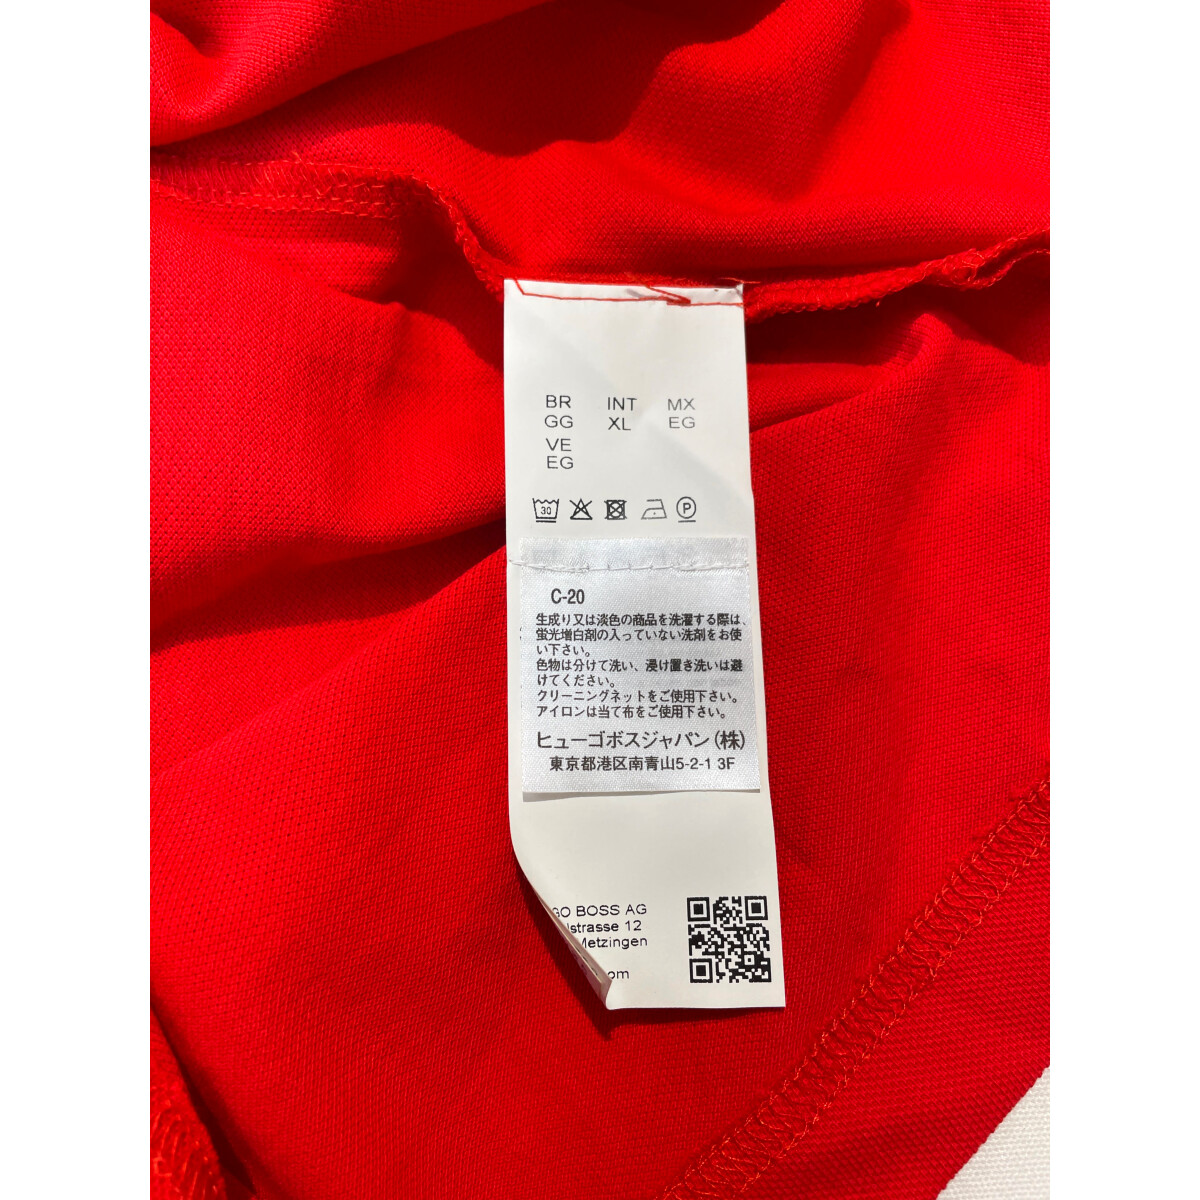 BR INT MX
GG XL EG
VE
EG
30 P
C-20
生成り又は淡色の商品を洗濯する際は、
蛍光増白剤の入っていない洗剤をお使
い下さい。
色物は分けて洗い、浸け置き洗いは避
けてください。
クリーニングネットをご使用下さい。
アイロンは当て布をご使用下さい。
ヒューゴボスジャパン(株)
東京都港区南青山5-2-1 3F
GO BOSS AG
lstrasse 12
Metzingen
om